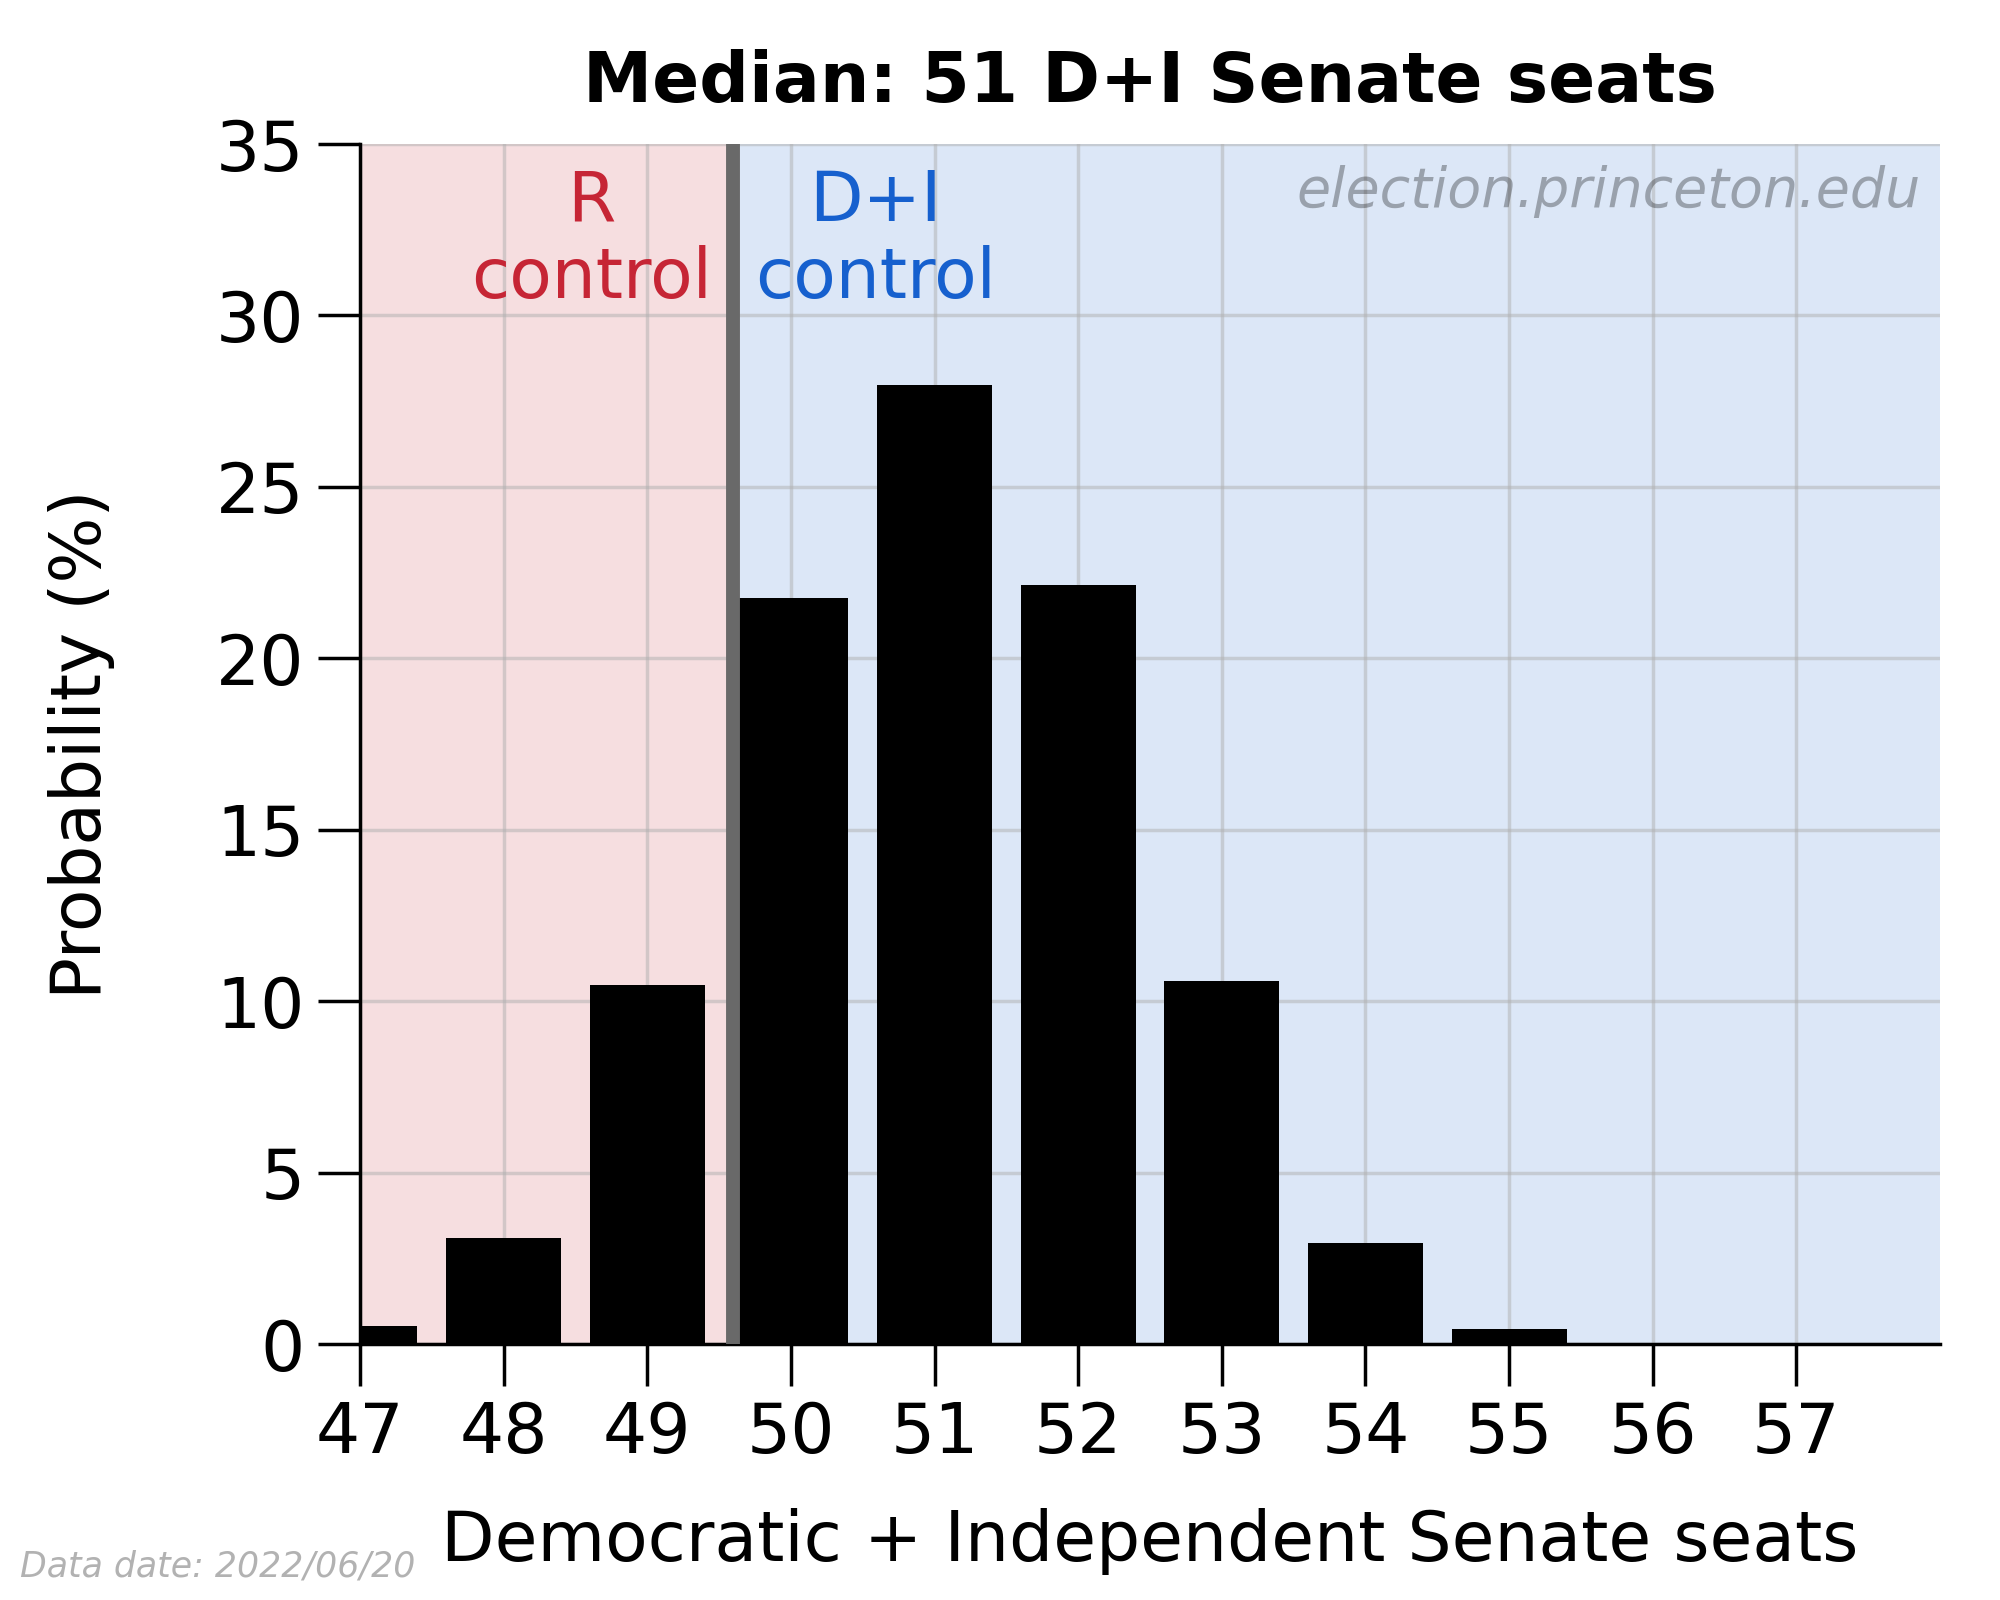 Median: 51 D+I Senate seats
R
control
D+I
control
election.princeton.edu
35
30
25
20
15
10
5
0
Probability (%)
47 48 49 50 51 52 53 54 55 56 57
Democratic + Independent Senate seats
Data date: 2022/06/20